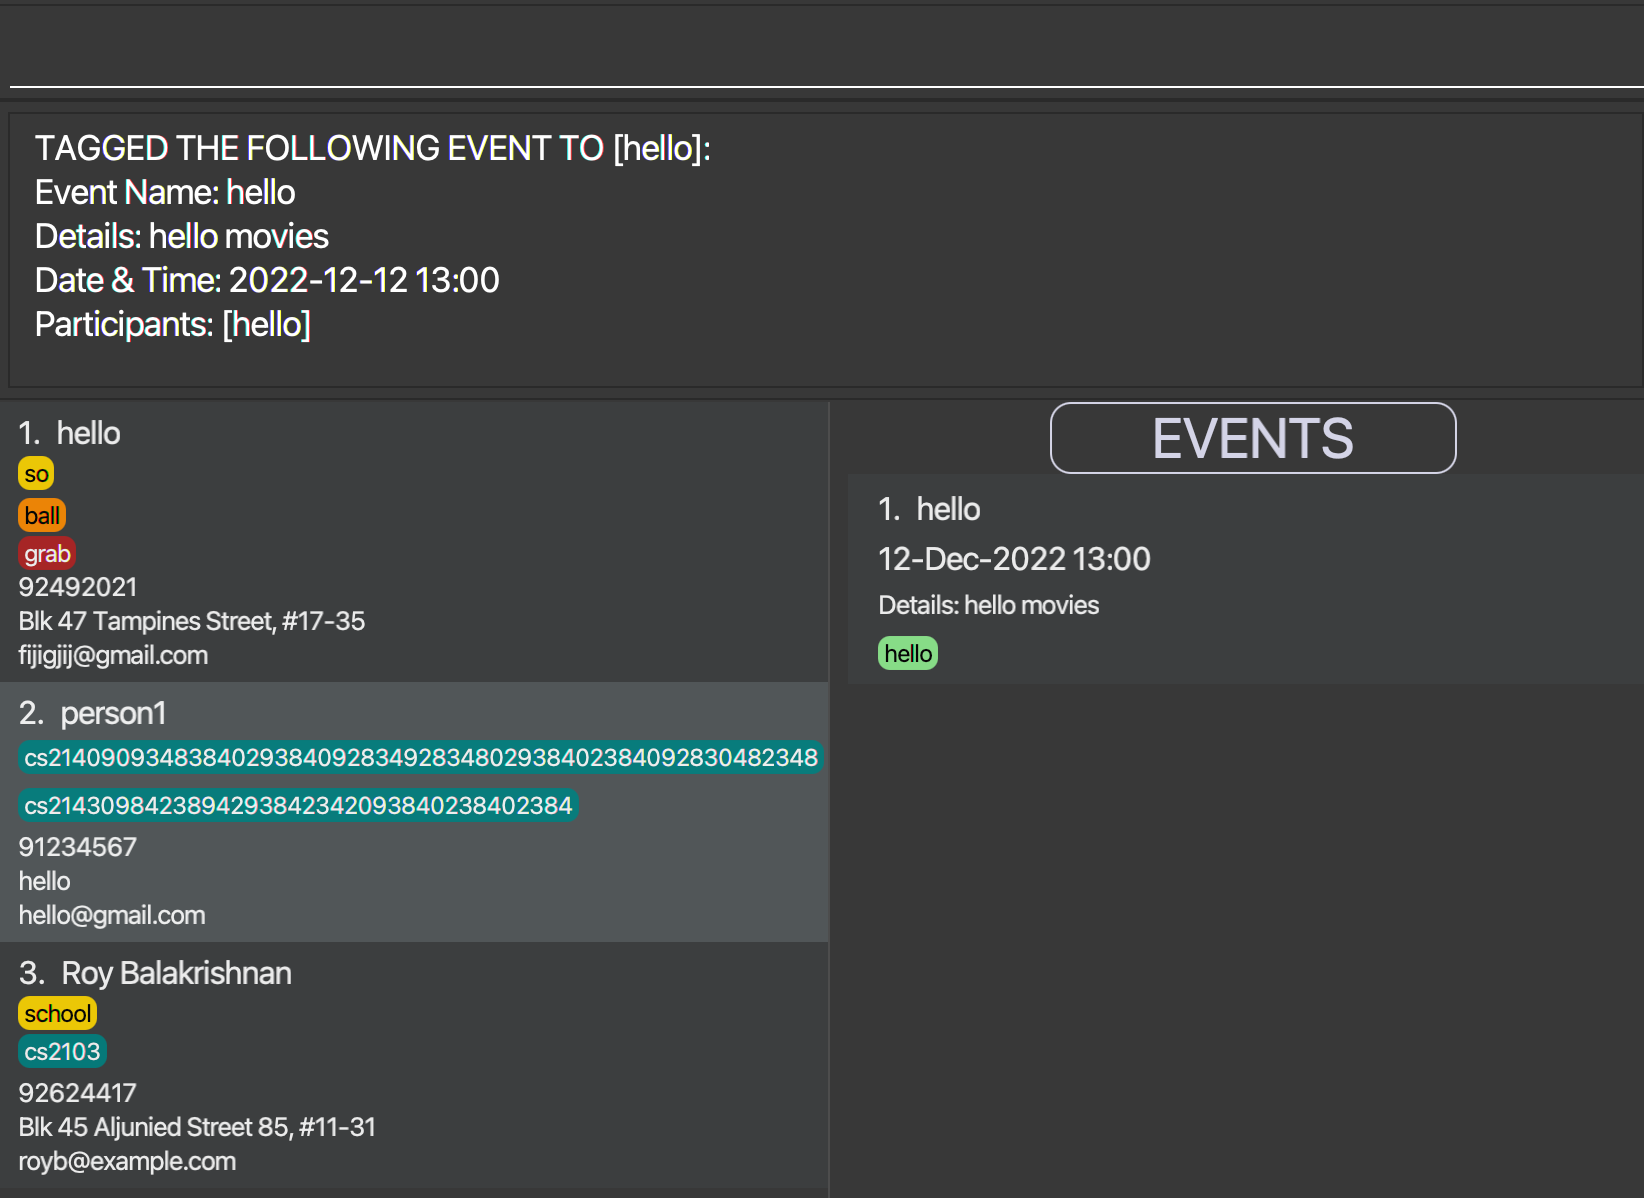 TAGGED THE FOLLOWING EVENT TO [hello]:
Event Name: hello
Details: hello movies
Date & Time: 2022-12-12 13:00
Participants: [hello]
1. hello
so
ball
grab
92492021
Blk 47 Tampines Street, #17-35
fijigjij@gmail.com
2. person1
cs2140909348384029384092834928348029384023840928304823​48
cs2143098423894293842342093840238402384
91234567
hello
hello@gmail.com
3. Roy Balakrishnan
school
cs2103
92624417
Blk 45 Aljunied Street 85, #11-31
royb@example.com
EVENTS
1. hello
12-Dec-2022 13:00
Details: hello movies
hello